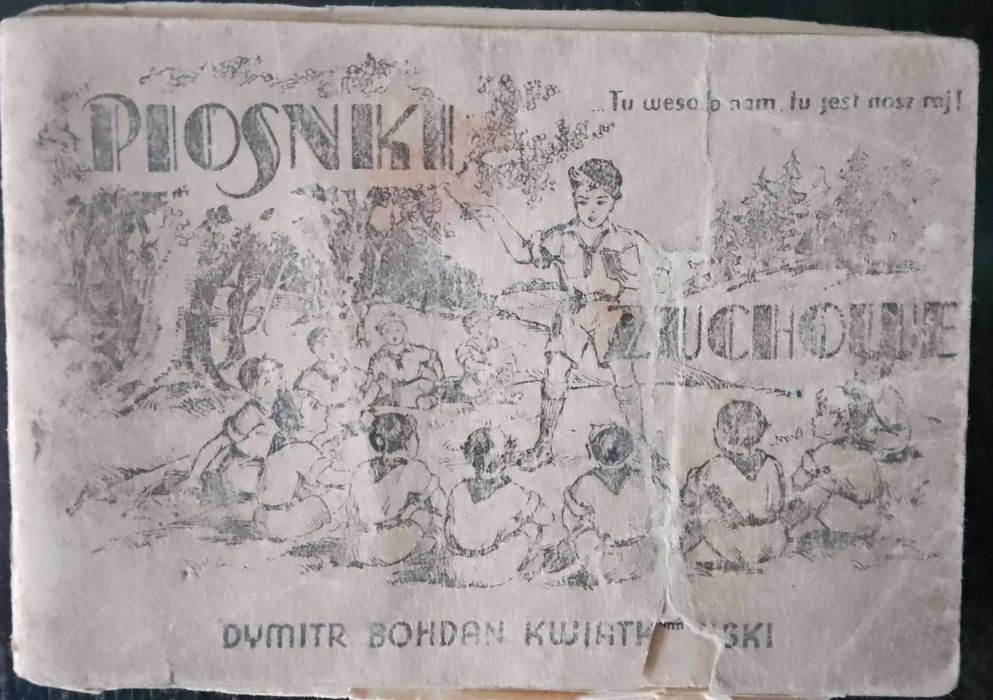 PIOSNKI
Tu wesoło nam, tu jest nasz raj!
ZUCHOWE
DYMITR BOHDAN